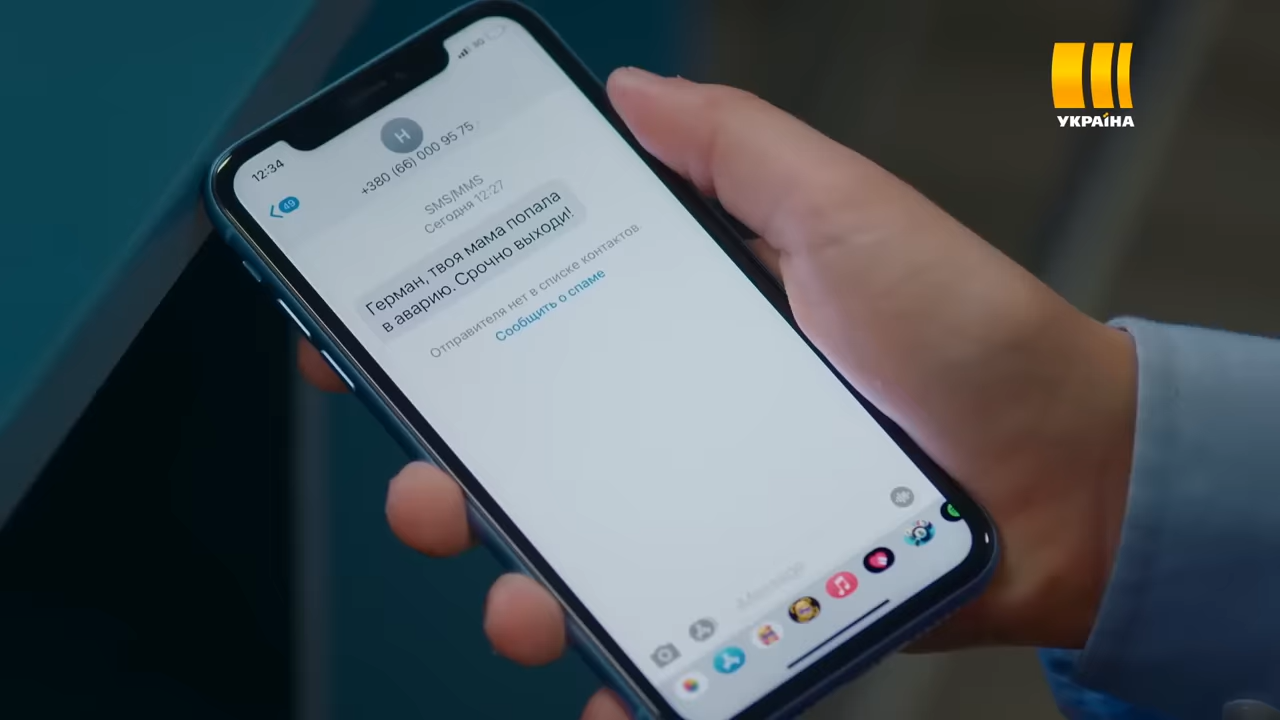 УКРАЇНА
12:34
49
Н
+380 (66) 000 95 75
SMS/MMS
Сегодня 12:27
Герман, твоя мама попала
в аварию. Срочно выходи!
Отправителя нет в списке контактов.
Сообщить о спаме